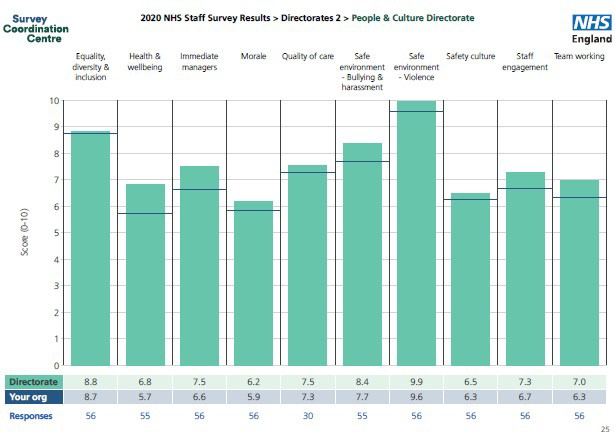 Survey
Coordination
Centre
2020 NHS Staff Survey Results > Directorates 2 > People & Culture Directorate
NHS
England
Equality,
diversity &
inclusion
Health &
wellbeing
Immediate
managers
Morale
Quality of care
Safe
environment
- Bullying &
harassment
Safe
environment
- Violence
Safety culture
Staff
engagement
Team working
Score (0-10)
10
9
8
7
6
5
4
3
2
1
0
Directorate 8.8 6.8 7.5 6.2 7.5 8.4 9.9 6.5 7.3 7.0
Your org 8.7 5.7 6.6 5.9 7.3 7.7 9.6 6.3 6.7 6.3
Responses 56 55 56 56 30 55 56 56 56 56
25